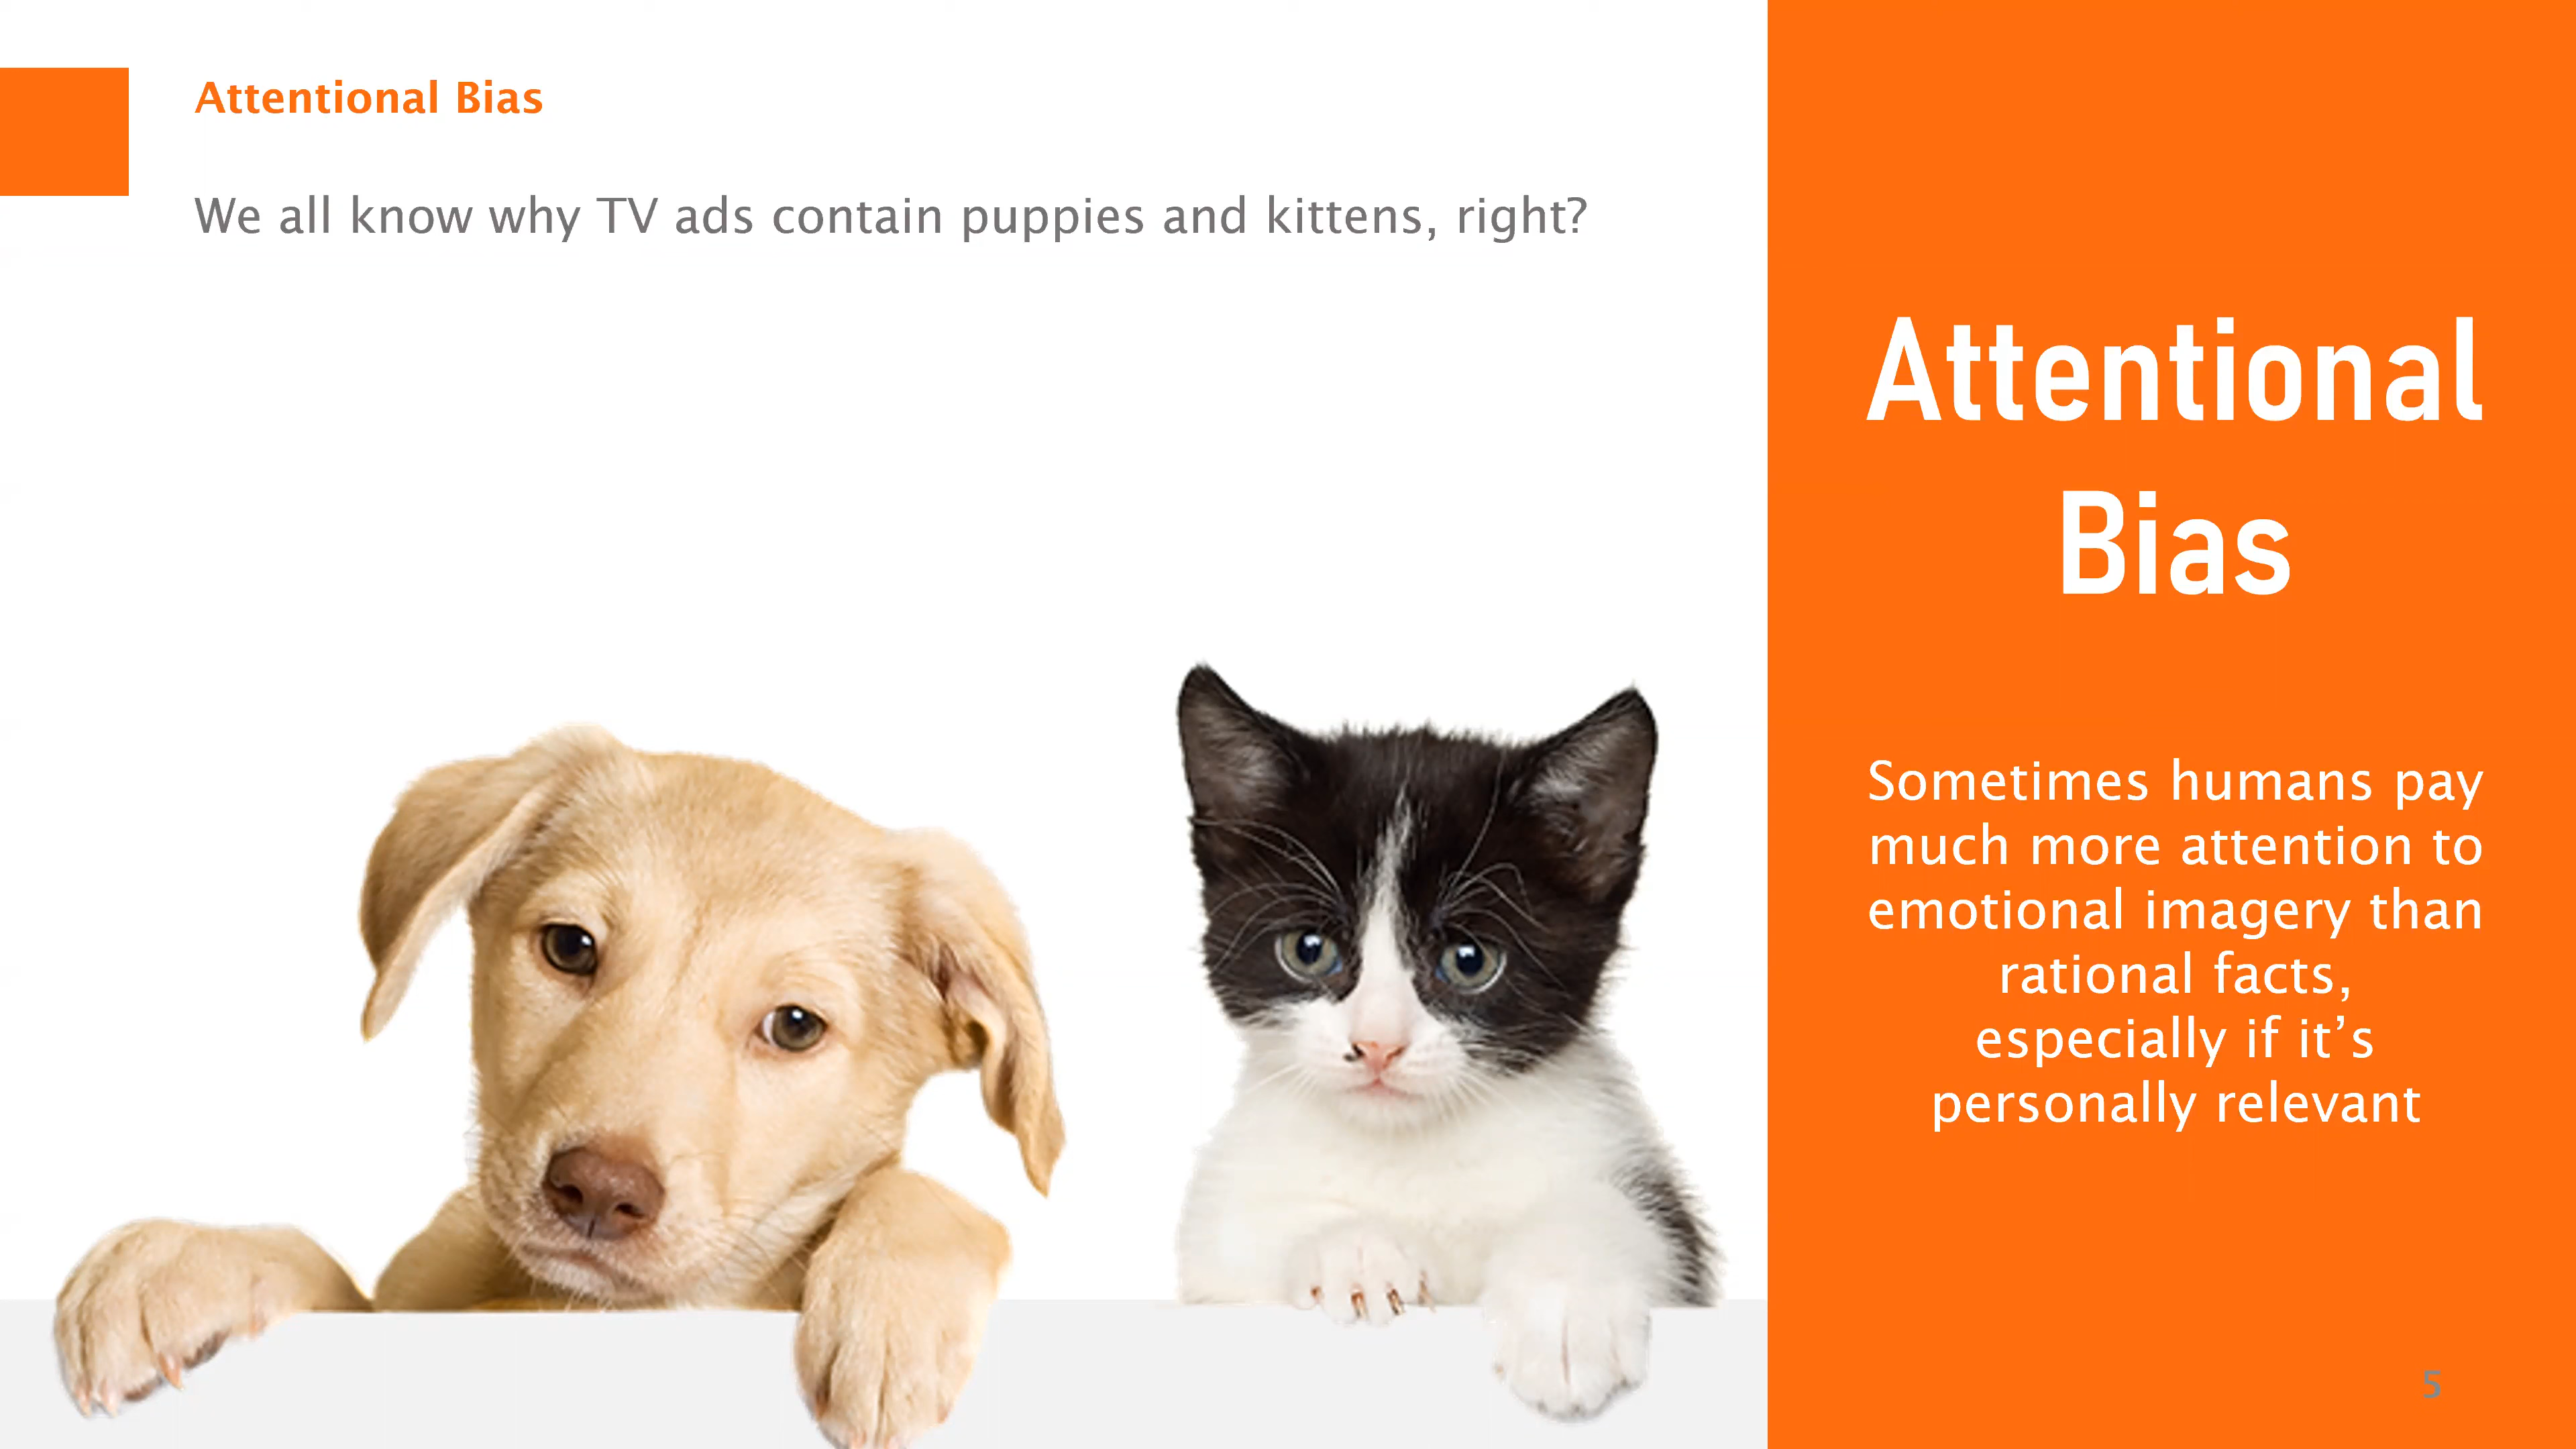 Attentional Bias
We all know why TV ads contain puppies and kittens, right?
Attentional
Bias
Sometimes humans pay
much more attention to
emotional imagery than
rational facts,
especially if it’s
personally relevant
5